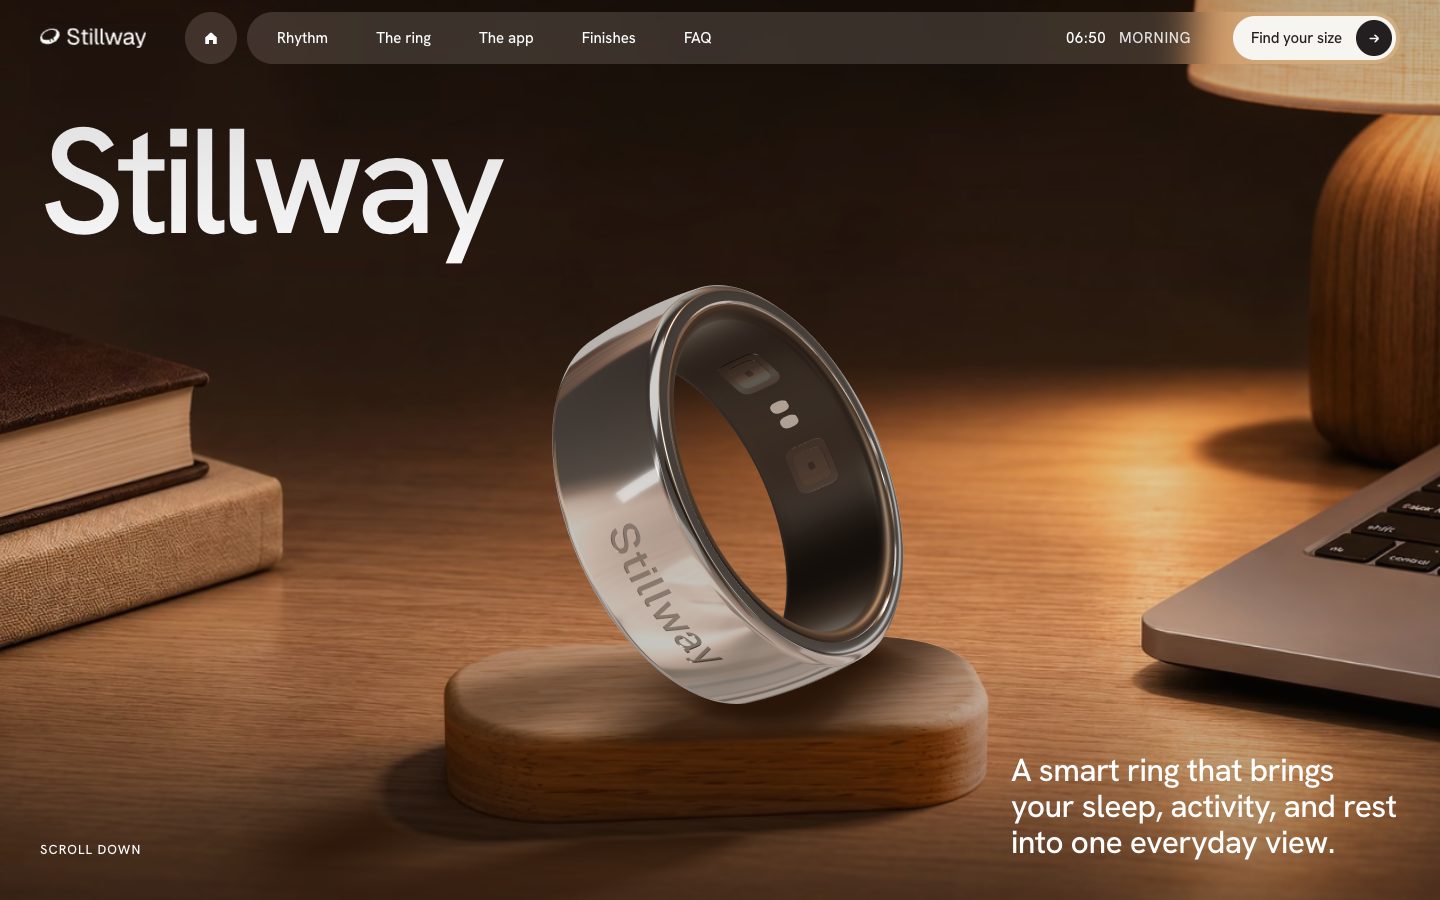 Stillway
Rhythm
The ring
The app
Finishes
FAQ
06:50 MORNING
Find your size
Stillway
Stillway
A smart ring that brings
your sleep, activity, and rest
into one everyday view.
SCROLL DOWN